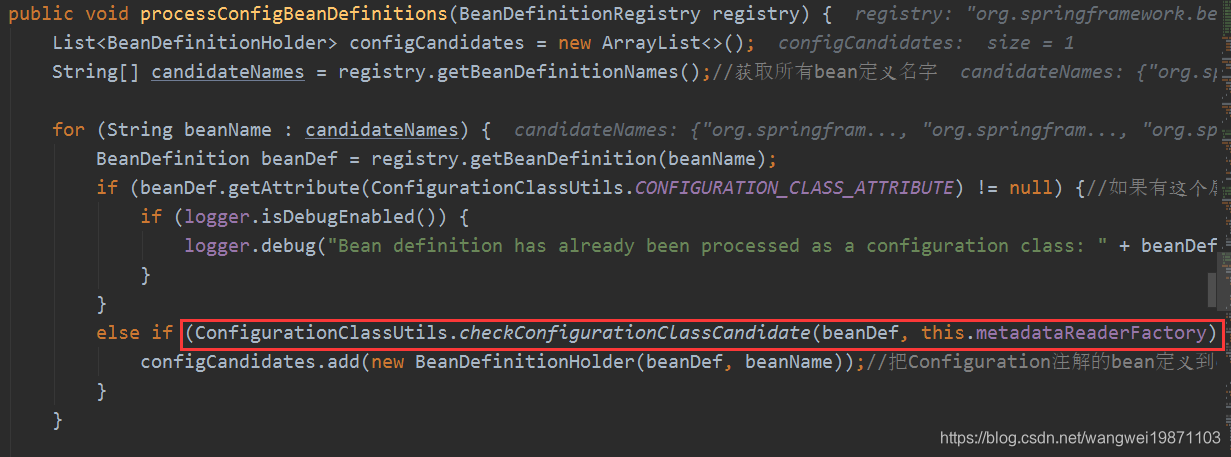 public void processConfigBeanDefinitions(BeanDefinitionRegistry registry) { registry: "org.springframework.be
List<BeanDefinitionHolder> configCandidates = new ArrayList<>(); configCandidates: size = 1
String[] candidateNames = registry.getBeanDefinitionNames();//获取所有bean定义名字 candidateNames: {"org.sp
for (String beanName : candidateNames) { candidateNames: {"org.springfram..., "org.springfram..., "org.sp
BeanDefinition beanDef = registry.getBeanDefinition(beanName);
if (beanDef.getAttribute(ConfigurationClassUtils.CONFIGURATION_CLASS_ATTRIBUTE) != null) {//如果有这个
if (logger.isDebugEnabled()) {
logger.debug("Bean definition has already been processed as a configuration class: " + beanDef
}
}
else if (ConfigurationClassUtils.checkConfigurationClassCandidate(beanDef, this.metadataReaderFactory)
configCandidates.add(new BeanDefinitionHolder(beanDef, beanName));//把Configuration注解的bean定义到
}
}
https://blog.csdn.net/wangwei19871103